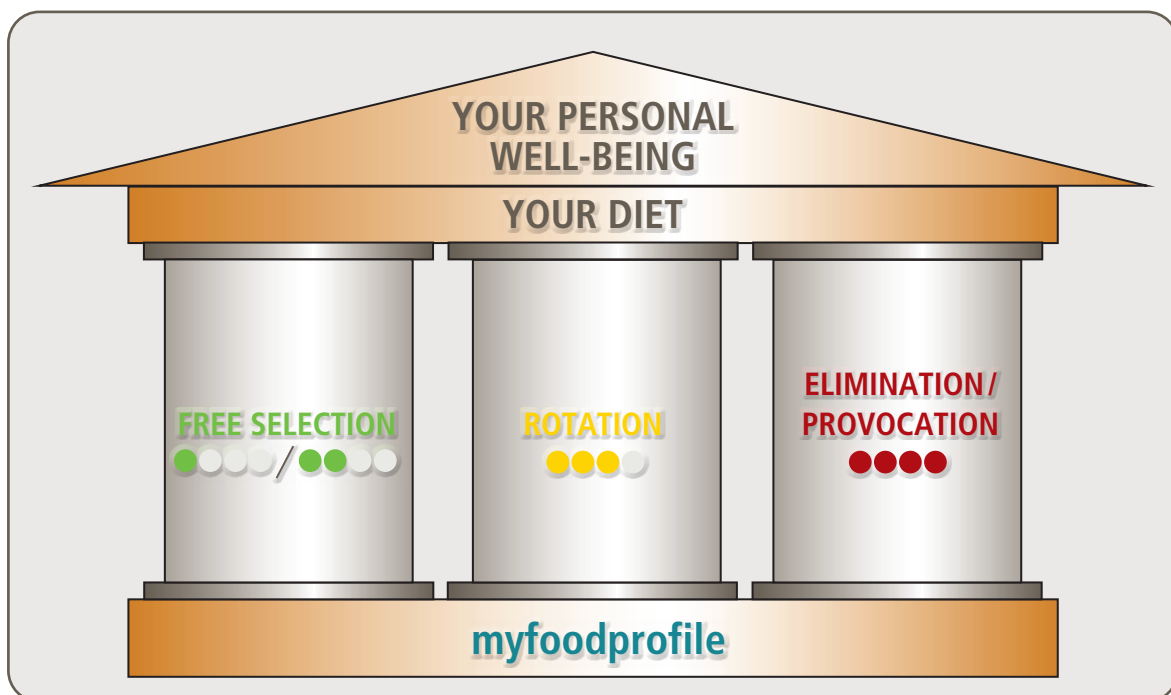 YOUR PERSONAL
WELL-BEING
YOUR DIET
FREE SELECTION
/
ROTATION
ELIMINATION/
PROVOCATION
myfoodprofile